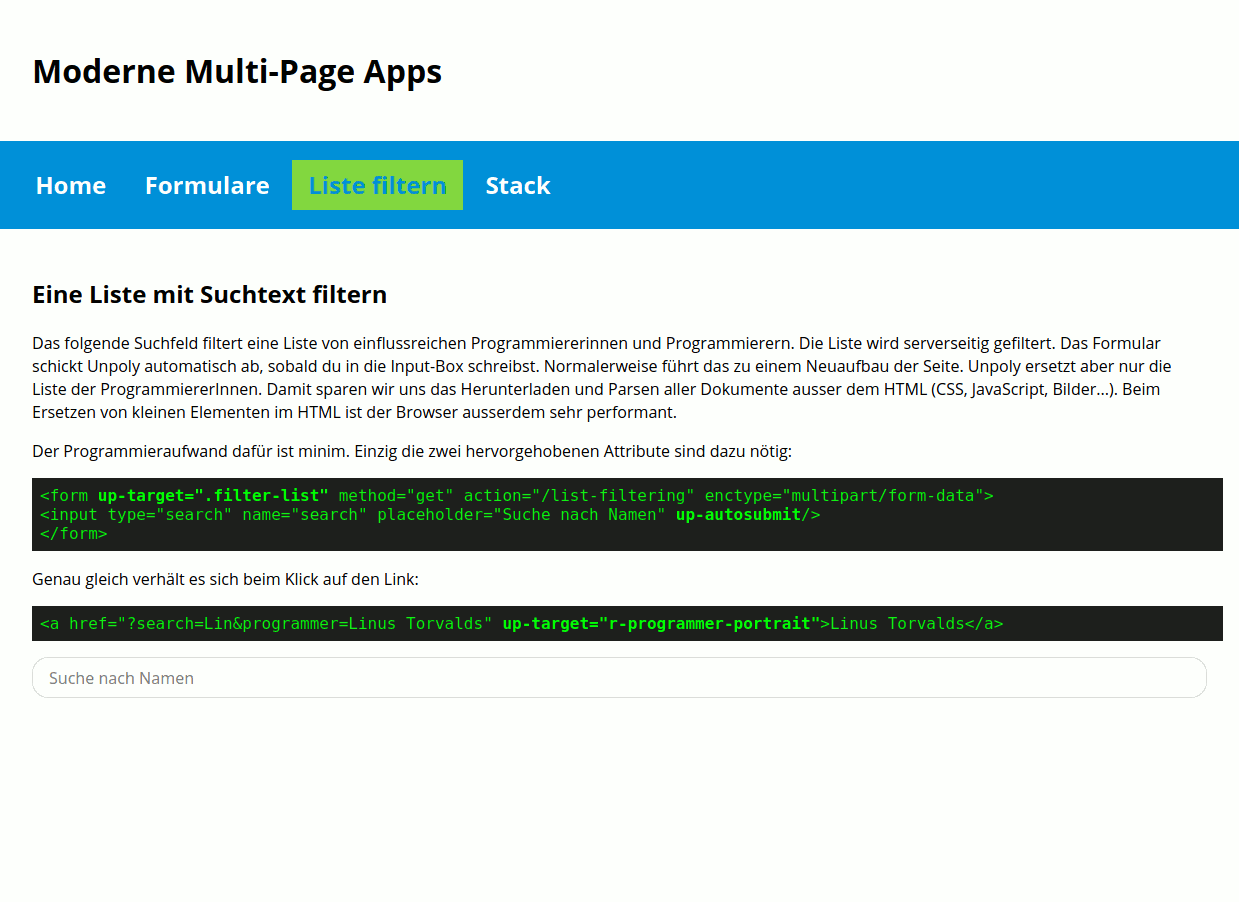 Moderne Multi-Page Apps
Home Formulare Liste filtern Stack
Eine Liste mit Suchtext filtern
Das folgende Suchfeld filtert eine Liste von einflussreichen Programmiererinnen und Programmierern. Die Liste wird serverseitig gefiltert. Das Formular
schickt Unpoly automatisch ab, sobald du in die Input-Box schreibst. Normalerweise führt das zu einem Neuaufbau der Seite. Unpoly ersetzt aber nur die
Liste der ProgrammiererInnen. Damit sparen wir uns das Herunterladen und Parsen aller Dokumente ausser dem HTML (CSS, JavaScript, Bilder...). Beim
Ersetzen von kleinen Elementen im HTML ist der Browser ausserdem sehr performant.
Der Programmieraufwand dafür ist minim. Einzig die zwei hervorgehobenen Attribute sind dazu nötig:
<form up-target=".filter-list" method="get" action="/list-filtering" enctype="multipart/form-data">
<input type="search" name="search" placeholder="Suche nach Namen" up-autosubmit/>
</form>
Genau gleich verhält es sich beim Klick auf den Link:
<a href="?search=Lin&programmer=Linus Torvalds" up-target="r-programmer-portrait">Linus Torvalds</a>
Suche nach Namen